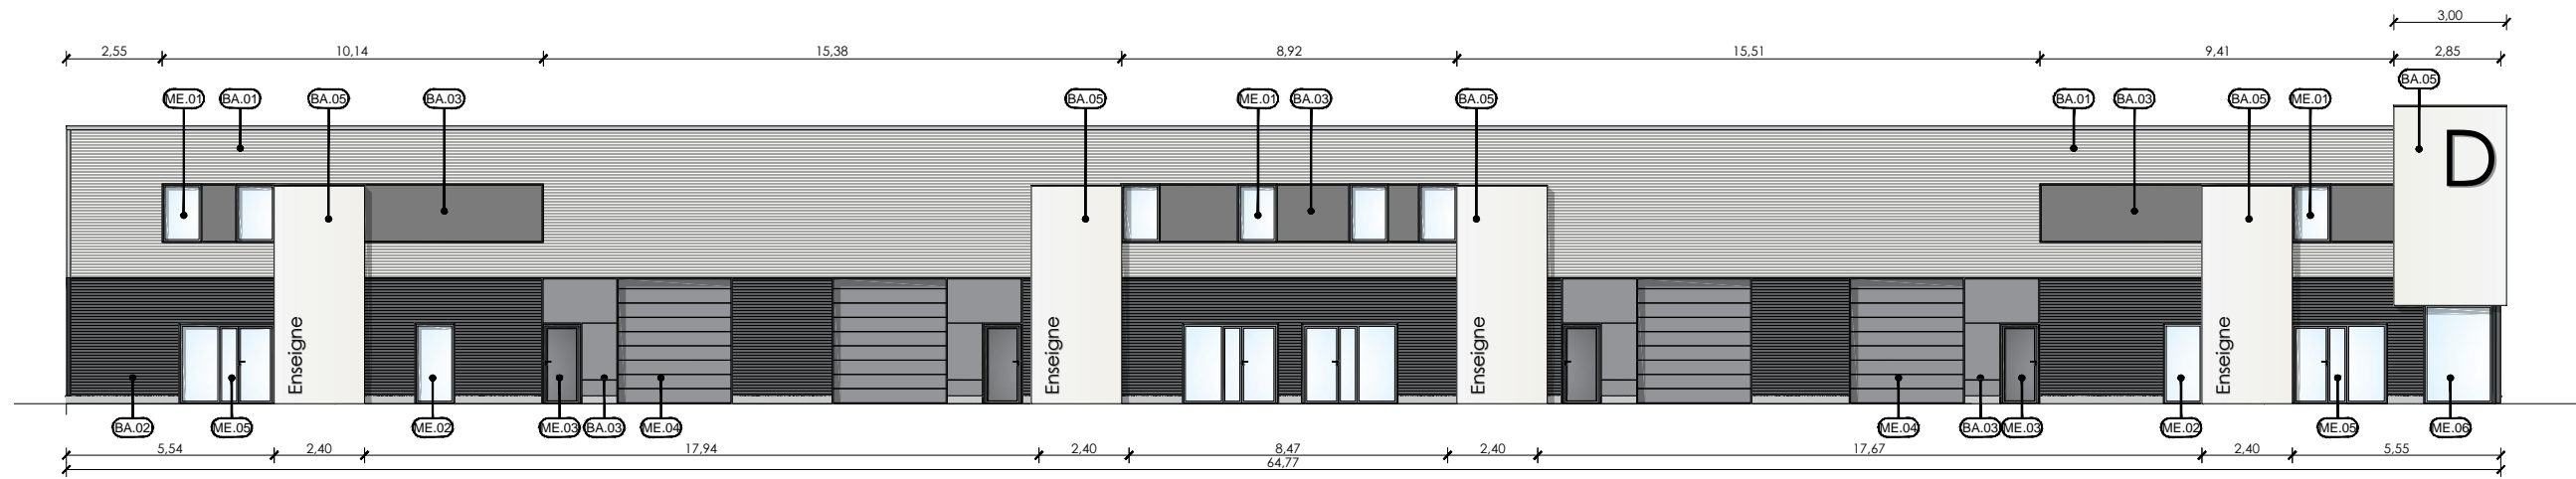 3,00
2,55 10,14 15,38 8,92 15,51 9,41 2,85
BA.05
ME.01 BA.01 BA.05 BA.03 BA.05 ME.01 BA.03 BA.05 BA.01 BA.03 BA.05 ME.01
D
Enseigne Enseigne Enseigne Enseigne
BA.02 ME.05 ME.02 ME.03 BA.03 ME.04 ME.04 BA.03 ME.03 ME.02 ME.05 ME.06
5,54 2,40 17,94 2,40 8,47 2,40 17,67 2,40 5,55
64,77